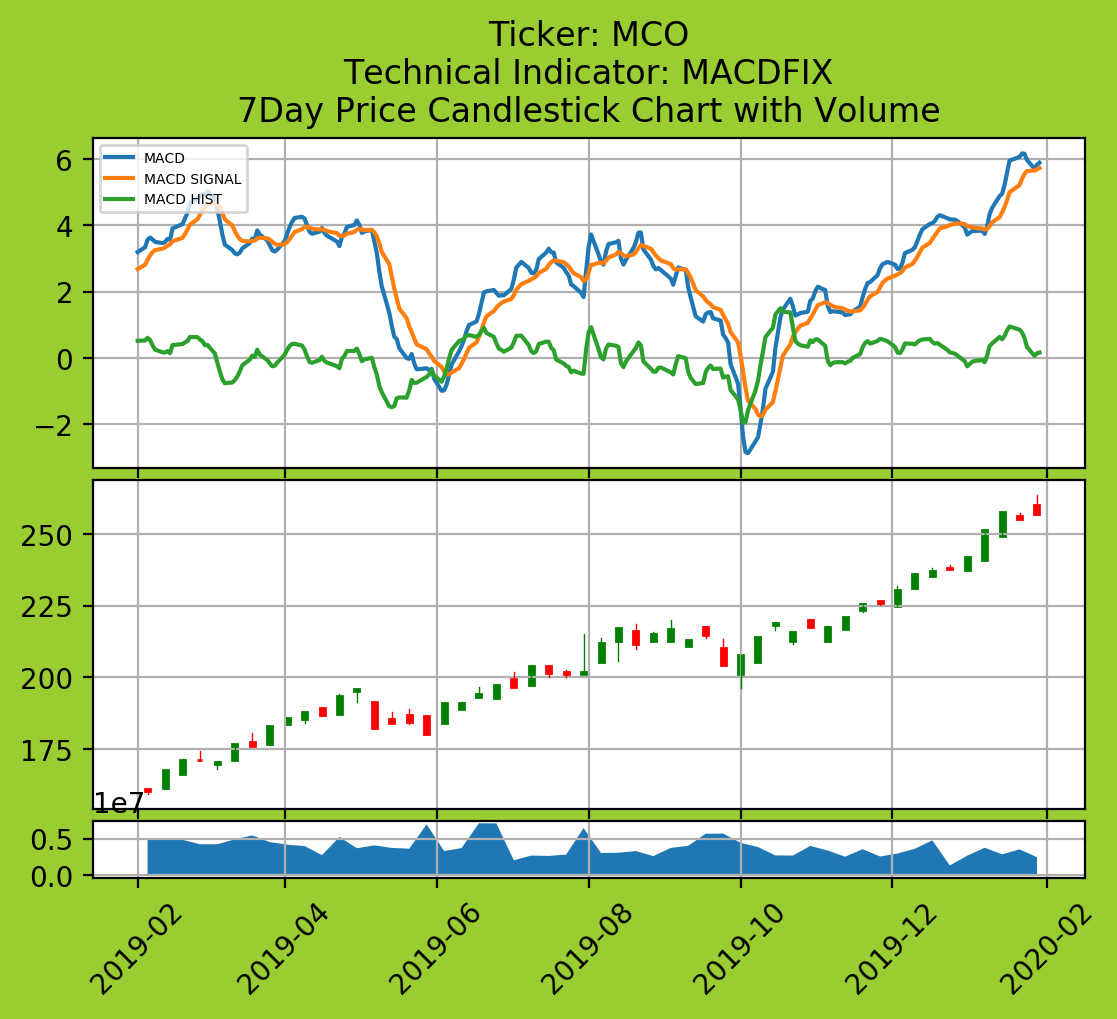 Ticker: MCO
Technical Indicator: MACDFIX
7Day Price Candlestick Chart with Volume
MACD
MACD SIGNAL
MACD HIST
6
4
2
0
−2
250
225
200
175
1e7
0.5
0.0
2019-02
2019-04
2019-06
2019-08
2019-10
2019-12
2020-02